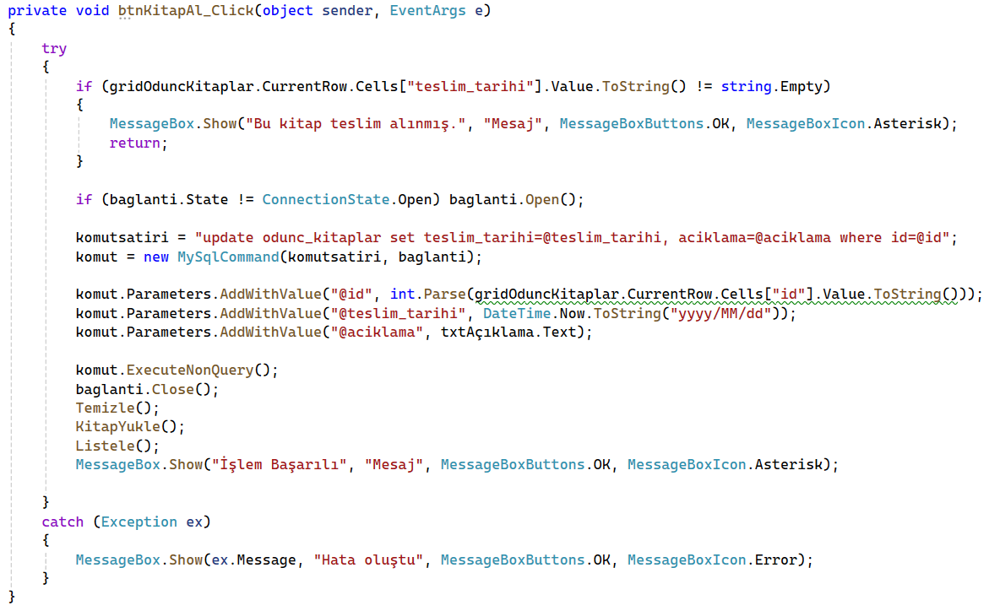 private void btnKitapAl_Click(object sender, EventArgs e)
{
    try
    {
        if (gridOduncKitaplar.CurrentRow.Cells["teslim_tarihi"].Value.ToString() != string.Empty)
        {
            MessageBox.Show("Bu kitap teslim alınmış.", "Mesaj", MessageBoxButtons.OK, MessageBoxIcon.Asterisk);
            return;
        }

        if (baglanti.State != ConnectionState.Open) baglanti.Open();

        komutsatiri = "update odunc_kitaplar set teslim_tarihi=@teslim_tarihi, aciklama=@aciklama where id=@id";
        komut = new MySqlCommand(komutsatiri, baglanti);

        komut.Parameters.AddWithValue("@id", int.Parse(gridOduncKitaplar.CurrentRow.Cells["id"].Value.ToString()));
        komut.Parameters.AddWithValue("@teslim_tarihi", DateTime.Now.ToString("yyyy/MM/dd"));
        komut.Parameters.AddWithValue("@aciklama", txtAçıklama.Text);

        komut.ExecuteNonQuery();
        baglanti.Close();
        Temizle();
        KitapYukle();
        Listele();
        MessageBox.Show("İşlem Başarılı", "Mesaj", MessageBoxButtons.OK, MessageBoxIcon.Asterisk);

    }
    catch (Exception ex)
    {
        MessageBox.Show(ex.Message, "Hata oluştu", MessageBoxButtons.OK, MessageBoxIcon.Error);
    }
}